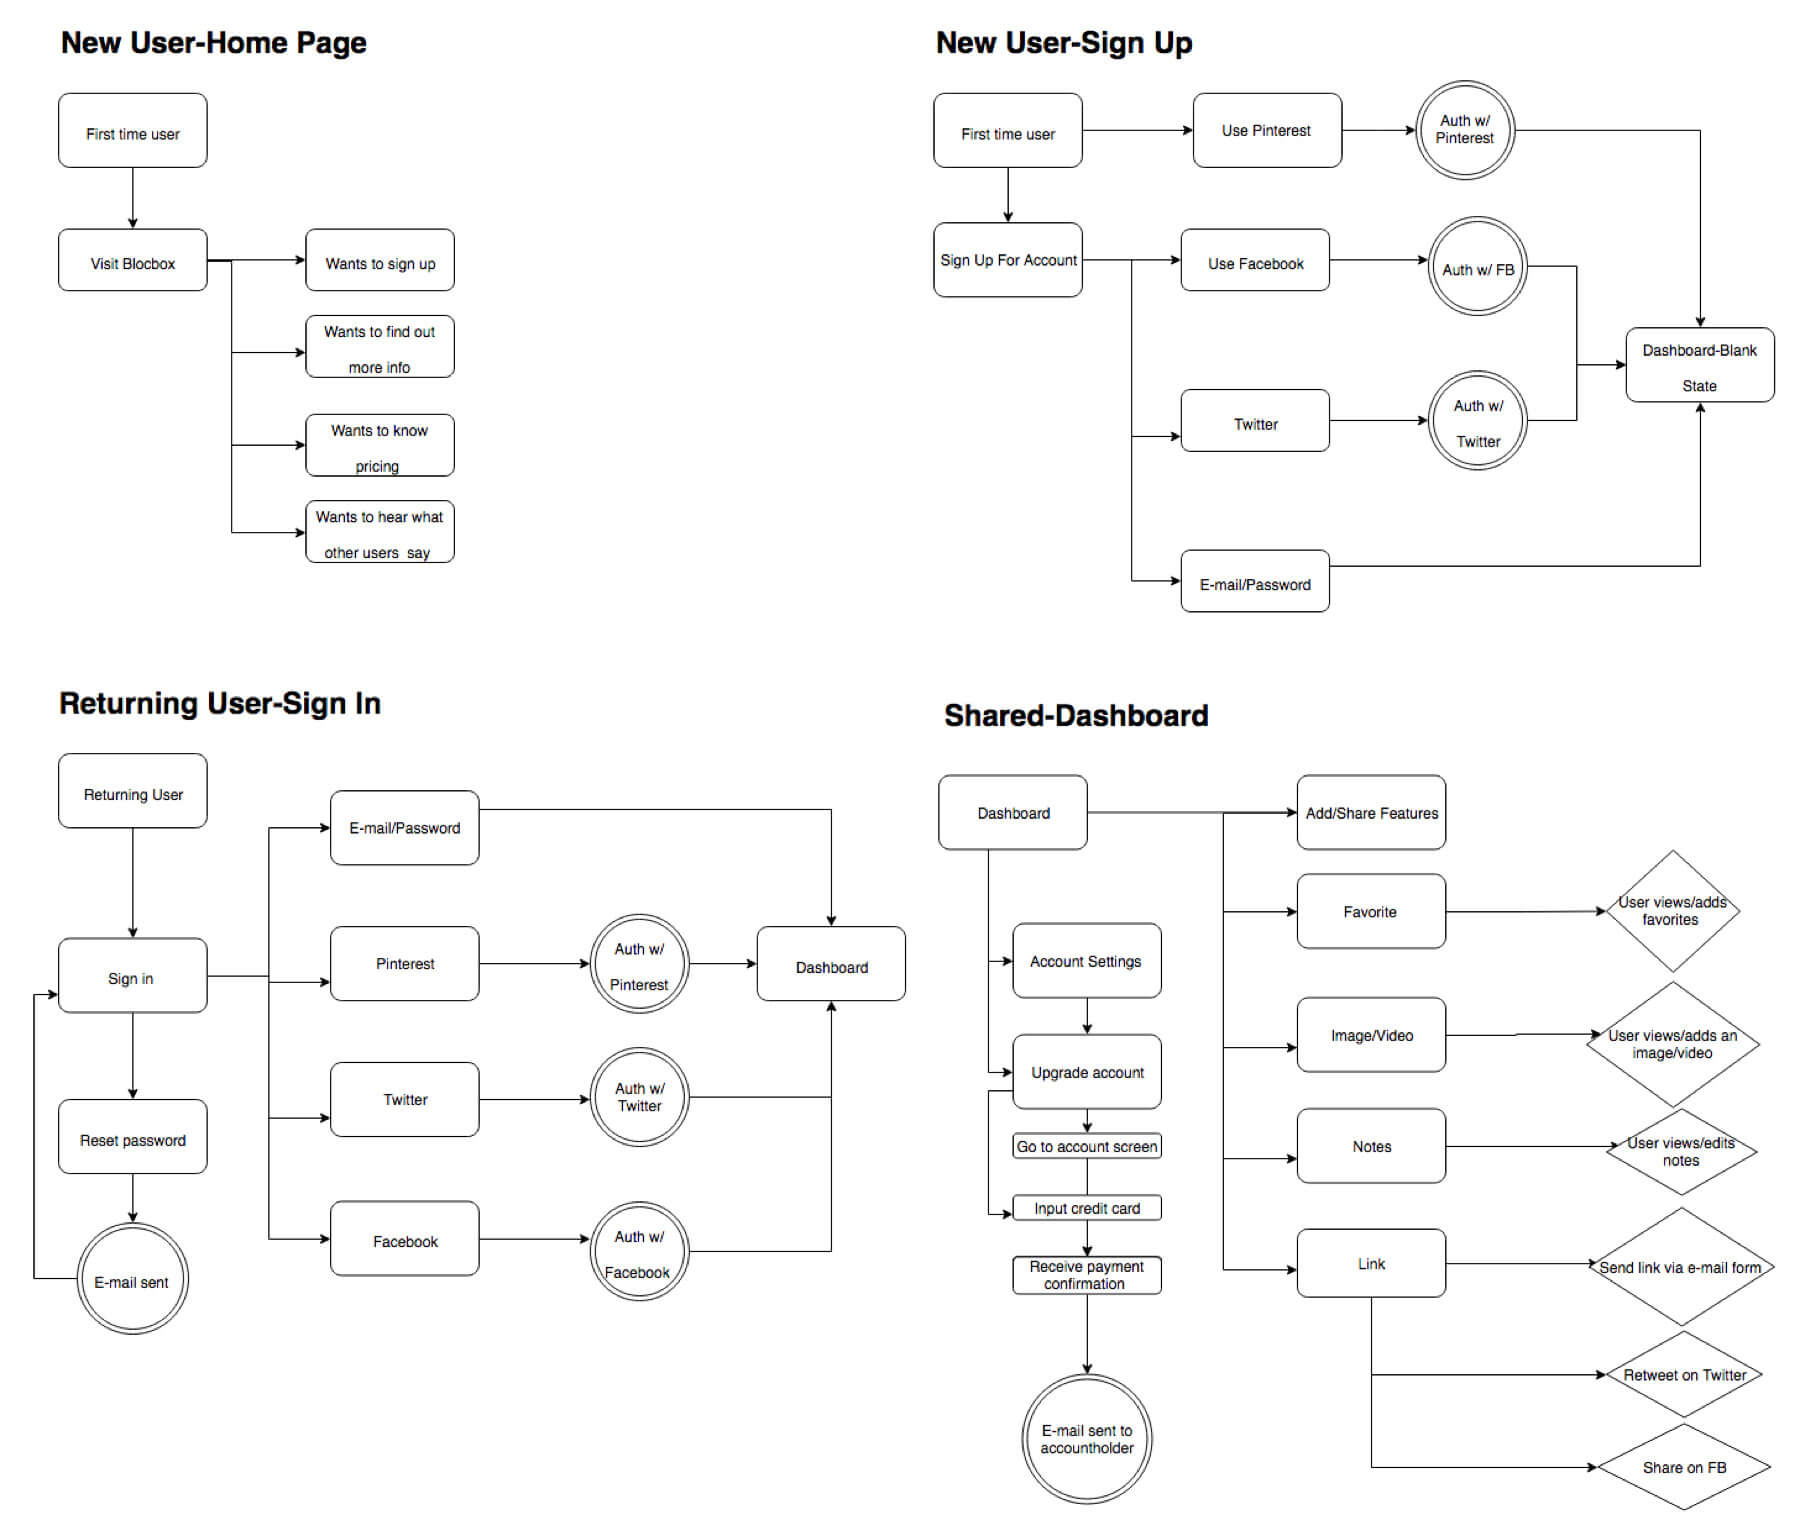 New User-Home Page
First time user
Visit Blocbox
Wants to sign up
Wants to find out
more info
Wants to know
pricing
Wants to hear what
other users say
New User-Sign Up
First time user
Use Pinterest
Auth w/
Pinterest
Sign Up For Account
Use Facebook
Auth w/ FB
Dashboard-Blank
State
Twitter
Auth w/
Twitter
E-mail/Password
Returning User-Sign In
Returning User
E-mail/Password
Sign in
Pinterest
Auth w/
Pinterest
Dashboard
Twitter
Auth w/
Twitter
Reset password
Facebook
Auth w/
Facebook
E-mail sent
Shared-Dashboard
Dashboard
Add/Share Features
Favorite
User views/adds
favorites
Account Settings
Image/Video
User views/adds an
image/video
Upgrade account
Notes
User views/edits
notes
Go to account screen
Input credit card
Receive payment
confirmation
Link
Send link via e-mail form
Retweet on Twitter
Share on FB
E-mail sent to
accountholder